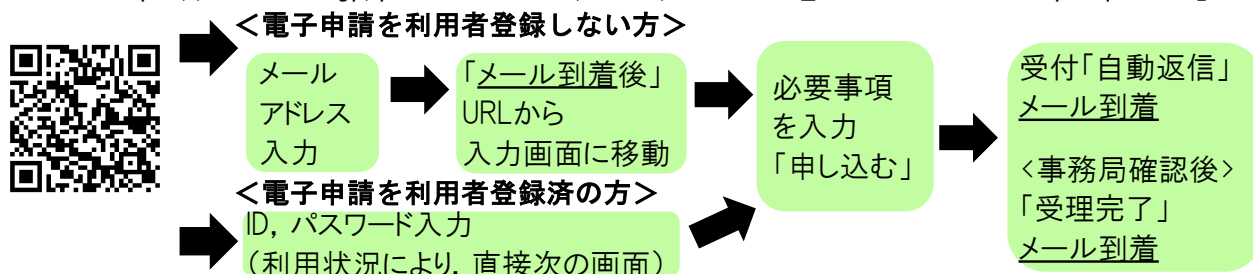 <電子申請を利用者登録しない方>
メール
アドレス
入力
「メール到着後」
URLから
入力画面に移動
<電子申請を利用者登録済の方>
ID, パスワード入力
（利用状況により, 直接次の画面）
必要事項
を入力
「申し込む」
受付「自動返信」
メール到着
<事務局確認後>
「受理完了」
メール到着